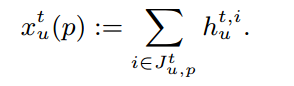 $x_u^t(p) := \sum_{i \in J_{u,p}^t} h_u^{t,i}.$